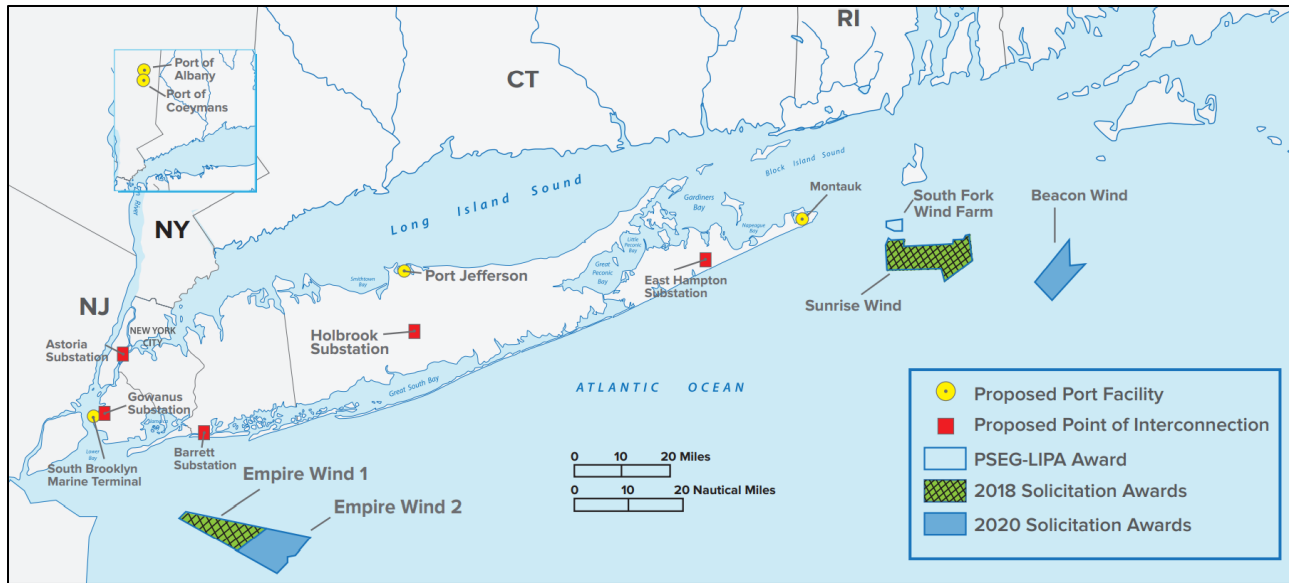 RI
CT
Port of
Albany
Port of
Coeymans
NY
NJ
River
Long Island Sound
Block Island Sound
Gardiners
Bay
Montauk
Napeague
Bay
Little
Peconic
Bay
Great
Peconic
Bay
Smithtown
Bay
Port Jefferson
East Hampton
Substation
South Fork
Wind Farm
Beacon Wind
Sunrise Wind
Holbrook
Substation
NEW YORK
CITY
Astoria
Substation
Gowanus
Substation
Great South Bay
ATLANTIC OCEAN
Lower
Bay
South Brooklyn
Marine Terminal
Barrett
Substation
Empire Wind 1
Empire Wind 2
0 10 20 Miles
0 10 20 Nautical Miles
Proposed Port Facility
Proposed Point of Interconnection
PSEG-LIPA Award
2018 Solicitation Awards
2020 Solicitation Awards